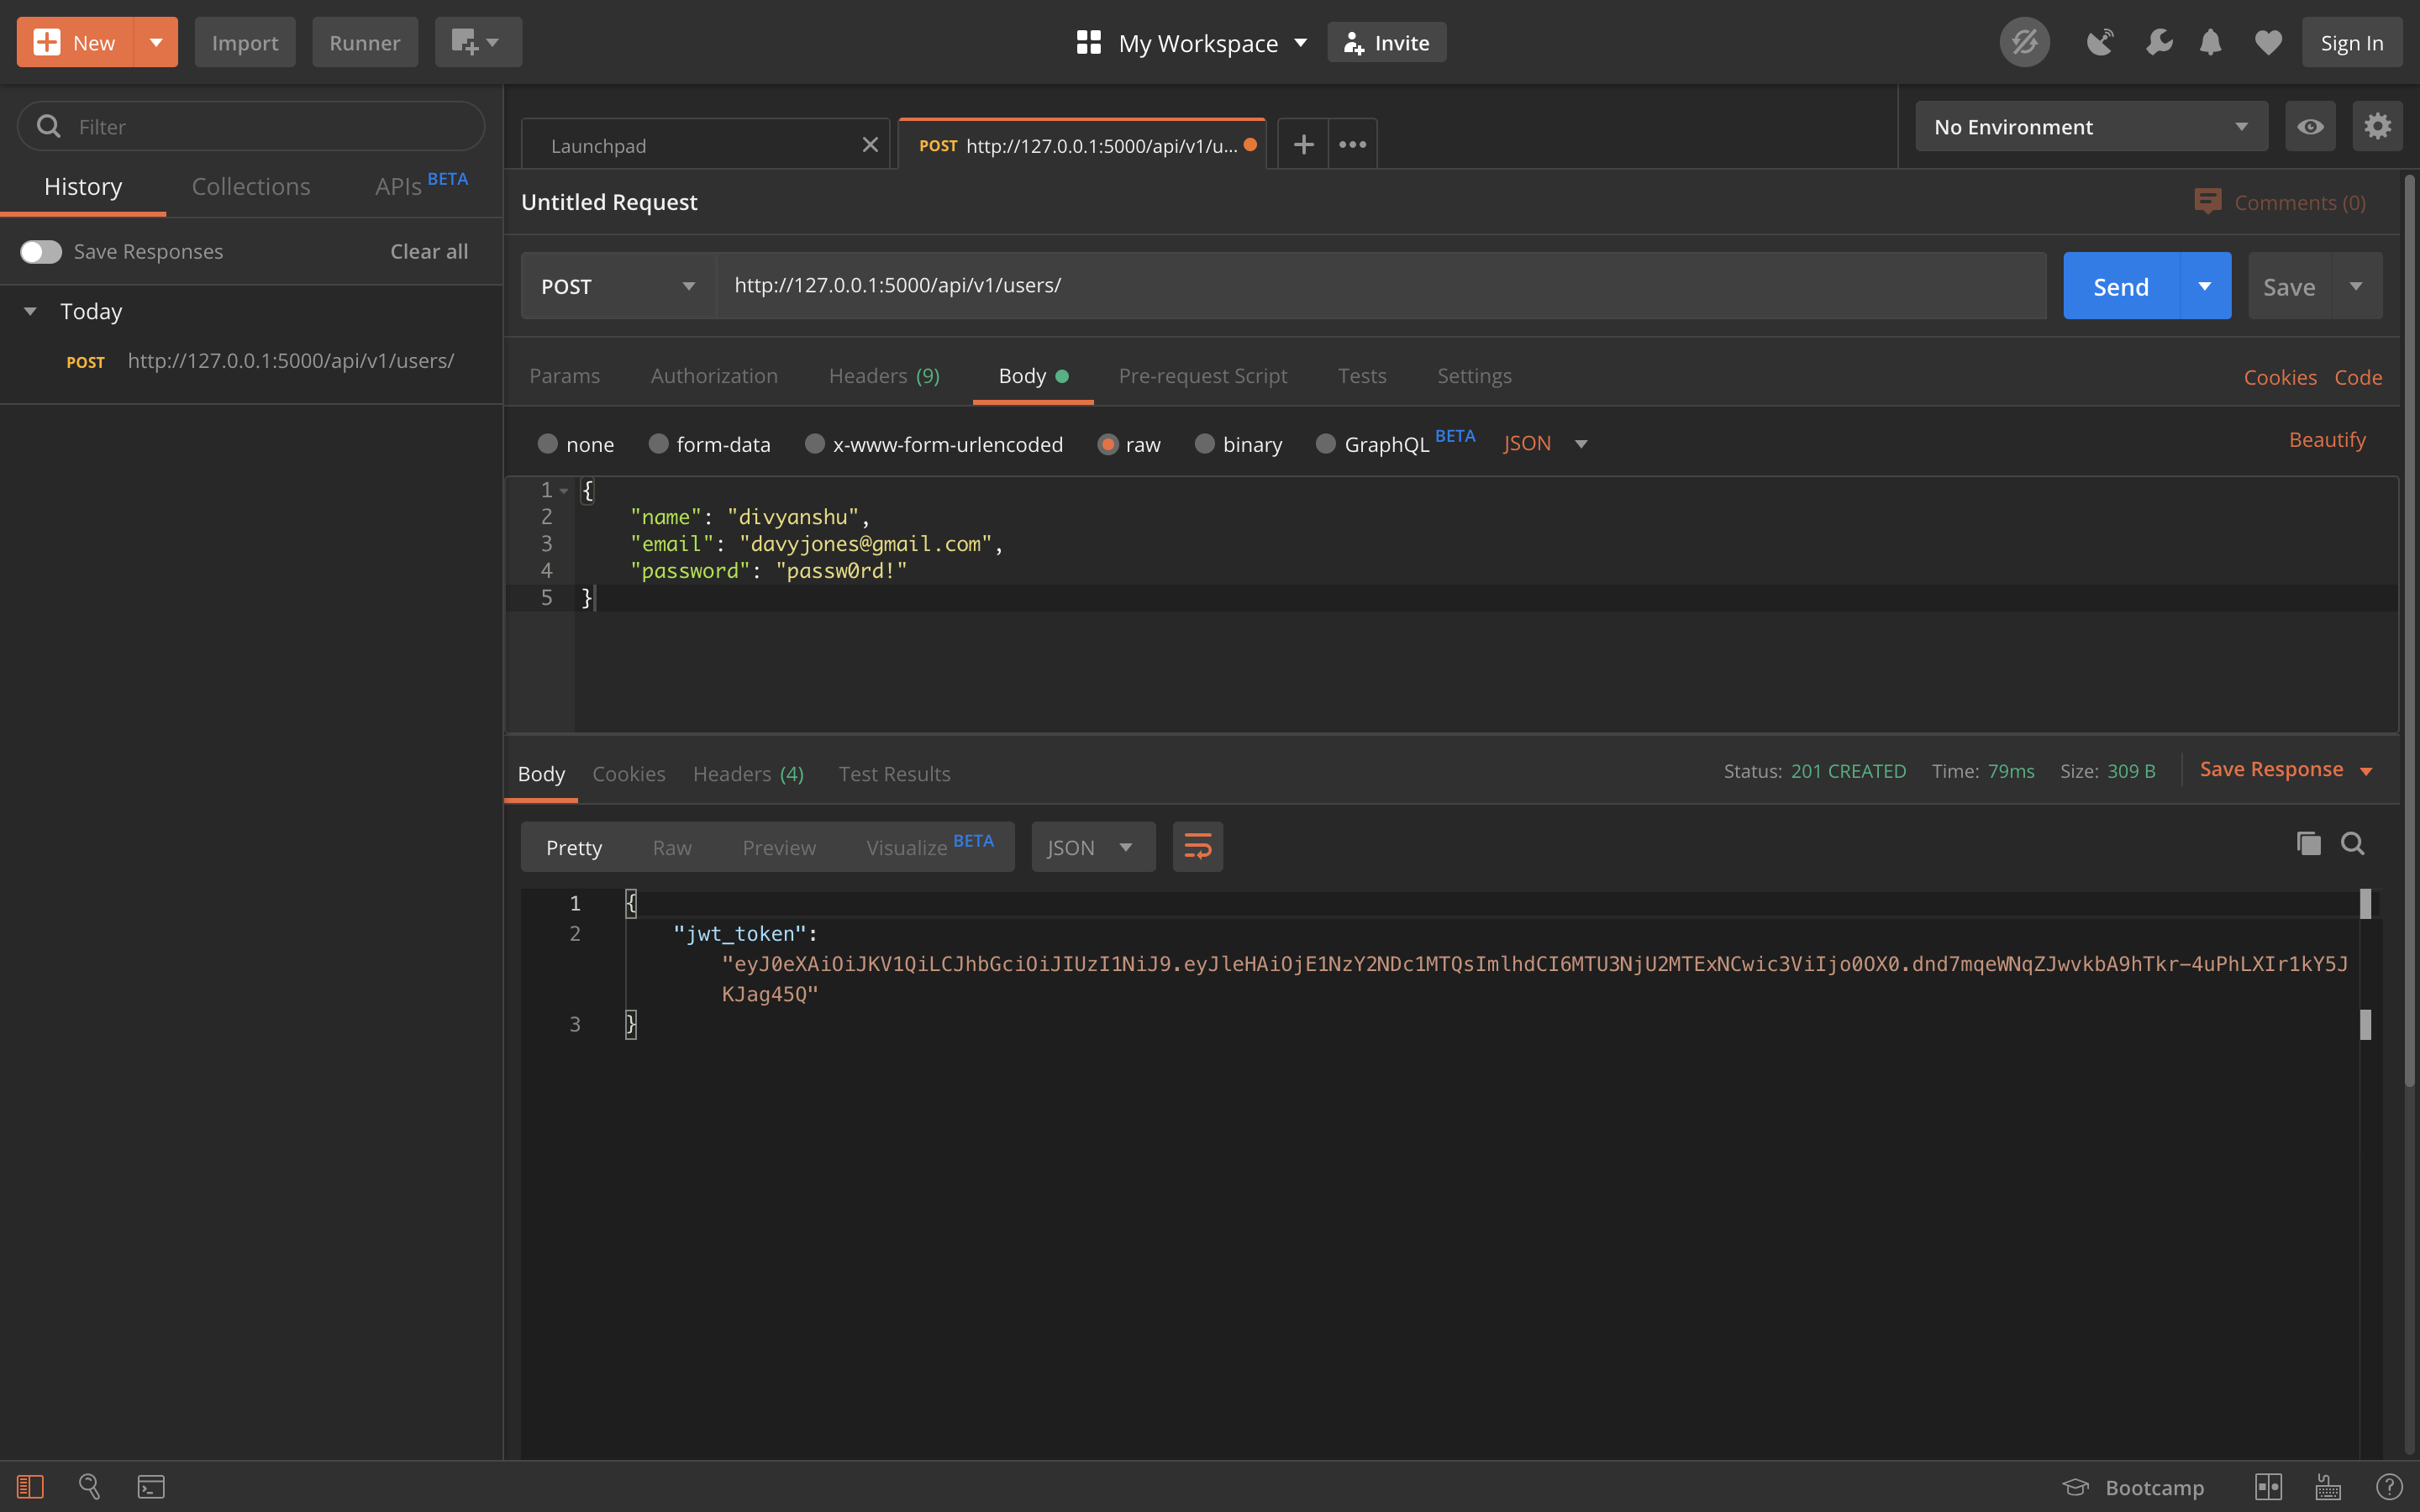 New Import Runner My Workspace Invite Sign In
Filter
History Collections APIs BETA
Save Responses Clear all
Today
POST http://127.0.0.1:5000/api/v1/users/
Launchpad POST http://127.0.0.1:5000/api/v1/u... No Environment
Untitled Request Comments (0)
POST http://127.0.0.1:5000/api/v1/users/ Send Save
Params Authorization Headers (9) Body Pre-request Script Tests Settings Cookies Code
none form-data x-www-form-urlencoded raw binary GraphQL BETA JSON Beautify
1 {
2 "name": "divyanshu",
3 "email": "davyjones@gmail.com",
4 "password": "passw0rd!"
5 }
Body Cookies Headers (4) Test Results Status: 201 CREATED Time: 79ms Size: 309 B Save Response
Pretty Raw Preview Visualize BETA JSON
1 {
2 "jwt_token":
"eyJ0eXAiOiJKV1QiLCJhbGciOiJIUzI1NiJ9.eyJleHAiOjE1NzY2NDc1MTQsImlhdCI6MTU3NjU2MTExNCwic3ViIjo0OX0.dnd7mqeWNqZJwvkbA9hTkr-4uPhLXIr1kY5J
KJag45Q"
3 }
Bootcamp